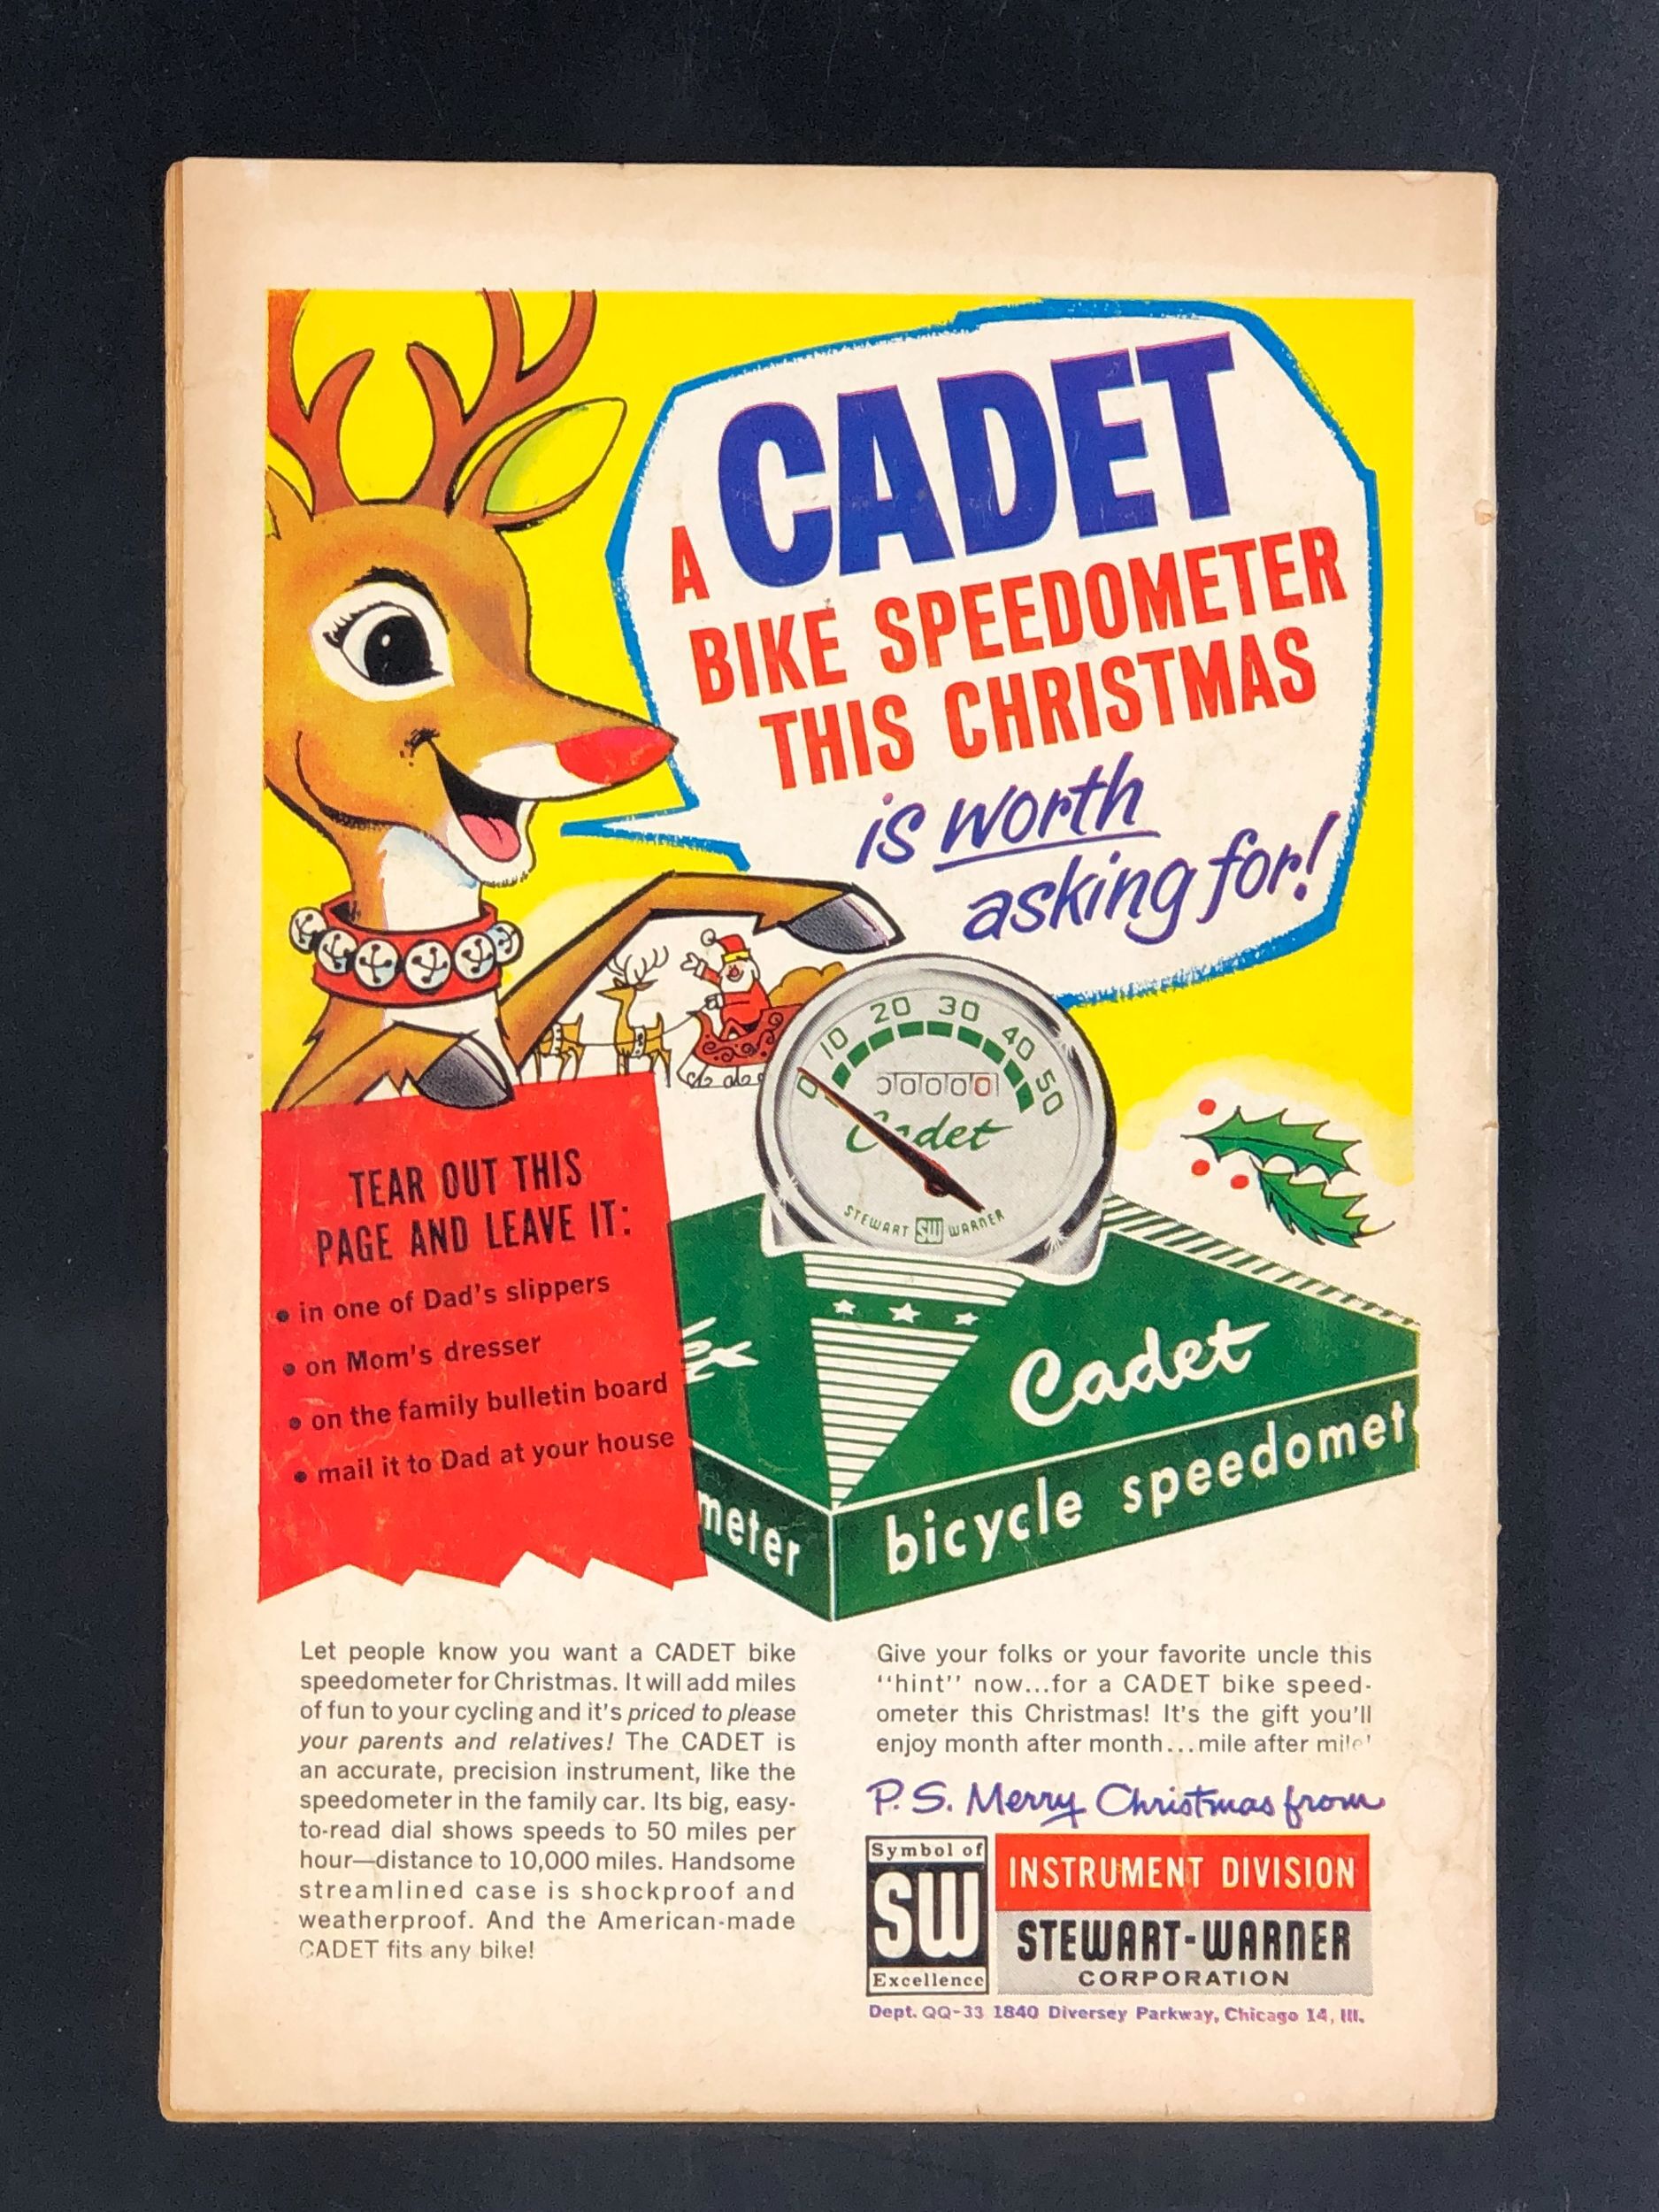 A CADET
BIKE SPEEDOMETER
THIS CHRISTMAS
is worth
asking for!
0 10 20 30 40 50
00000
Cadet
STEWART SW WARNER
TEAR OUT THIS
PAGE AND LEAVE IT:
• in one of Dad's slippers
• on Mom's dresser
• on the family bulletin board
• mail it to Dad at your house
Cadet
meter
bicycle speedomet
Let people know you want a CADET bike
speedometer for Christmas. It will add miles
of fun to your cycling and it's priced to please
your parents and relatives! The CADET is
an accurate, precision instrument, like the
speedometer in the family car. Its big, easy-
to-read dial shows speeds to 50 miles per
hour—distance to 10,000 miles. Handsome
streamlined case is shockproof and
weatherproof. And the American-made
CADET fits any bike!
Give your folks or your favorite uncle this
"hint" now...for a CADET bike speed-
ometer this Christmas! It's the gift you'll
enjoy month after month...mile after mile!
P.S. Merry Christmas from
Symbol of
SW
Excellence
INSTRUMENT DIVISION
STEWART-WARNER
CORPORATION
Dept. QQ-33 1840 Diversey Parkway, Chicago 14, Ill.